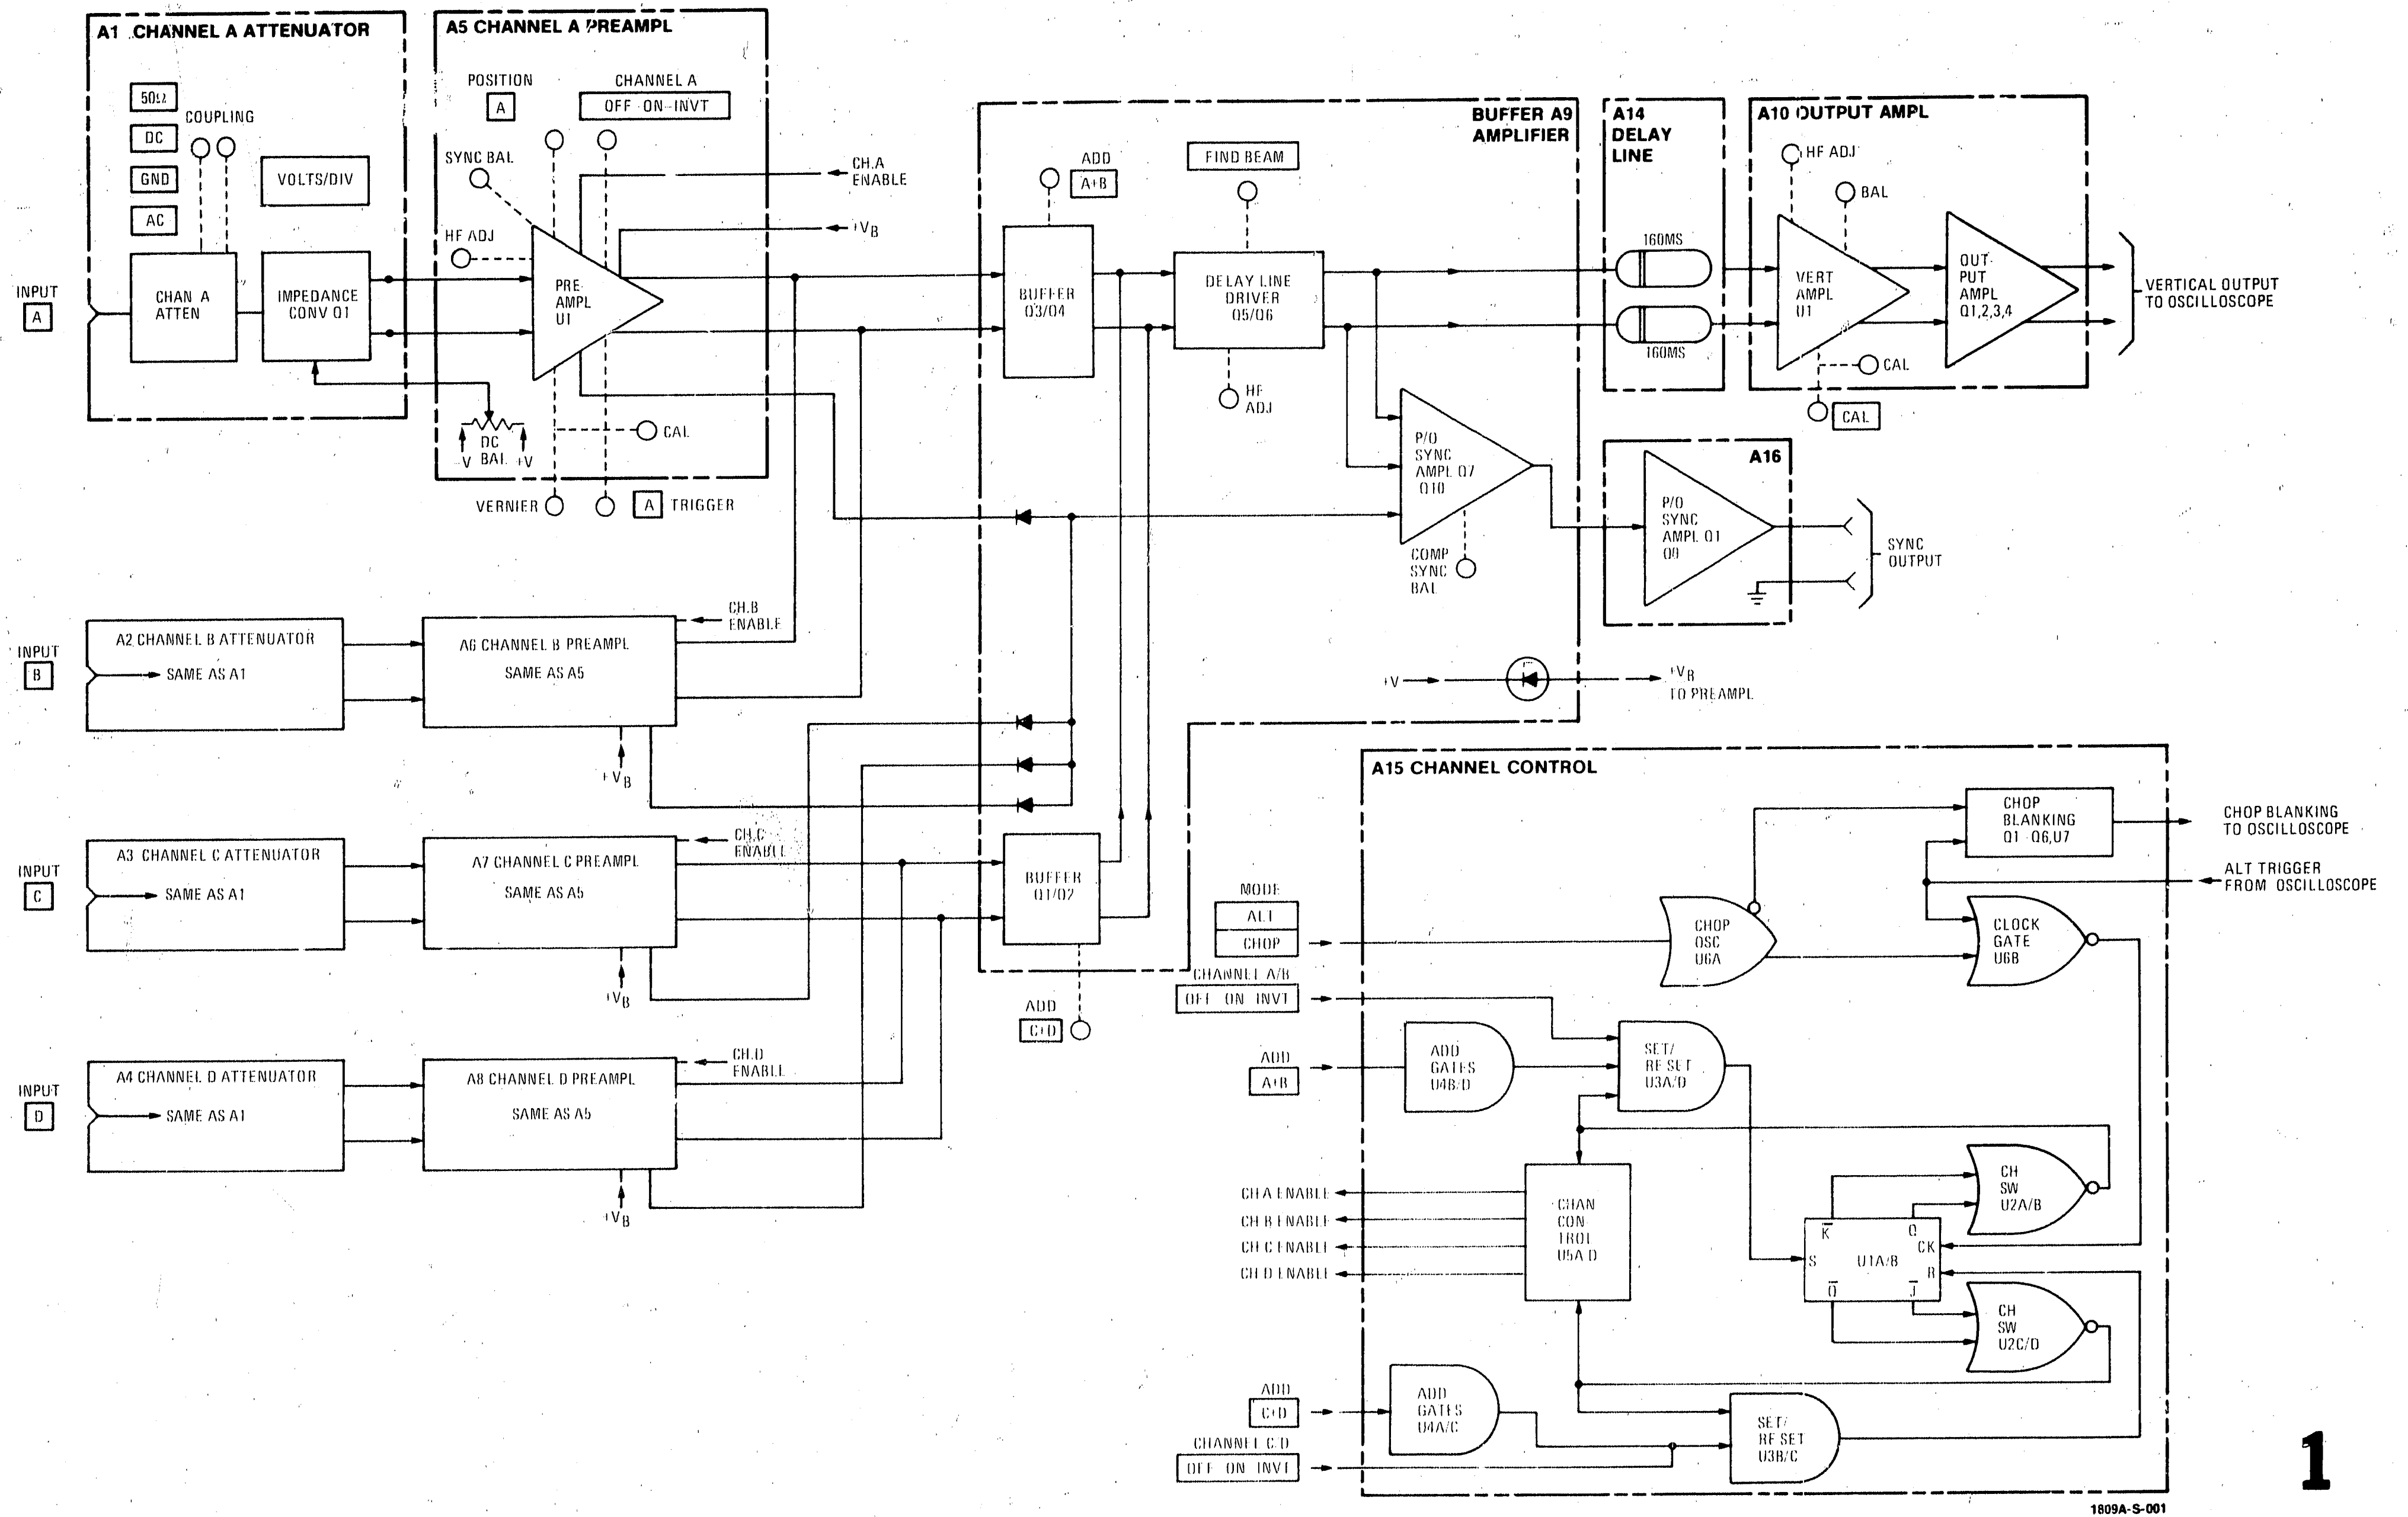 A1 CHANNEL A ATTENUATOR
50Ω
DC
GND
AC
COUPLING
VOLTS/DIV
INPUT
A
CHAN A
ATTEN
IMPEDANCE
CONV Q1
A5 CHANNEL A PREAMPL
POSITION
A
CHANNEL A
OFF-ON-INVT
SYNC BAL
HF ADJ
PRE-
AMPL
U1
CH.A
ENABLE
+VB
DC
BAL
-V
+V
CAL
VERNIER
A
TRIGGER
BUFFER A9
AMPLIFIER
ADD
A+B
FIND BEAM
BUFFER
Q3/Q4
DELAY LINE
DRIVER
Q5/Q6
HF
ADJ
P/O
SYNC
AMPL Q7
Q10
COMP
SYNC
BAL
+V
+VB
TO PREAMPL
A14
DELAY
LINE
160MS
160MS
A10 OUTPUT AMPL
HF ADJ
BAL
VERT
AMPL
U1
OUT-
PUT
AMPL
Q1,2,3,4
CAL
CAL
VERTICAL OUTPUT
TO OSCILLOSCOPE
A16
P/O
SYNC
AMPL Q1
Q9
SYNC
OUTPUT
INPUT
B
A2 CHANNEL B ATTENUATOR
SAME AS A1
A6 CHANNEL B PREAMPL
SAME AS A5
CH.B
ENABLE
+VB
INPUT
C
A3 CHANNEL C ATTENUATOR
SAME AS A1
A7 CHANNEL C PREAMPL
SAME AS A5
CH.C
ENABLE
+VB
BUFFER
Q1/Q2
ADD
C+D
INPUT
D
A4 CHANNEL D ATTENUATOR
SAME AS A1
A8 CHANNEL D PREAMPL
SAME AS A5
CH.D
ENABLE
+VB
A15 CHANNEL CONTROL
CHOP
BLANKING
Q1-Q6,U7
CHOP BLANKING
TO OSCILLOSCOPE
ALT TRIGGER
FROM OSCILLOSCOPE
MODE
ALT
CHOP
CHOP
OSC
U6A
CLOCK
GATE
U6B
CHANNEL A/B
OFF ON INVT
ADD
A+B
ADD
GATES
U4B/D
SET/
RESET
U3A/D
CH A ENABLE
CH B ENABLE
CH C ENABLE
CH D ENABLE
CHAN
CON
TROL
U5A D
CH
SW
U2A/B
K
Q
CK
S
U1A/B
R
Q
J
CH
SW
U2C/D
ADD
C+D
ADD
GATES
U4A/C
CHANNEL C/D
OFF ON INVT
SET/
RESET
U3B/C
1
1809A-S-001